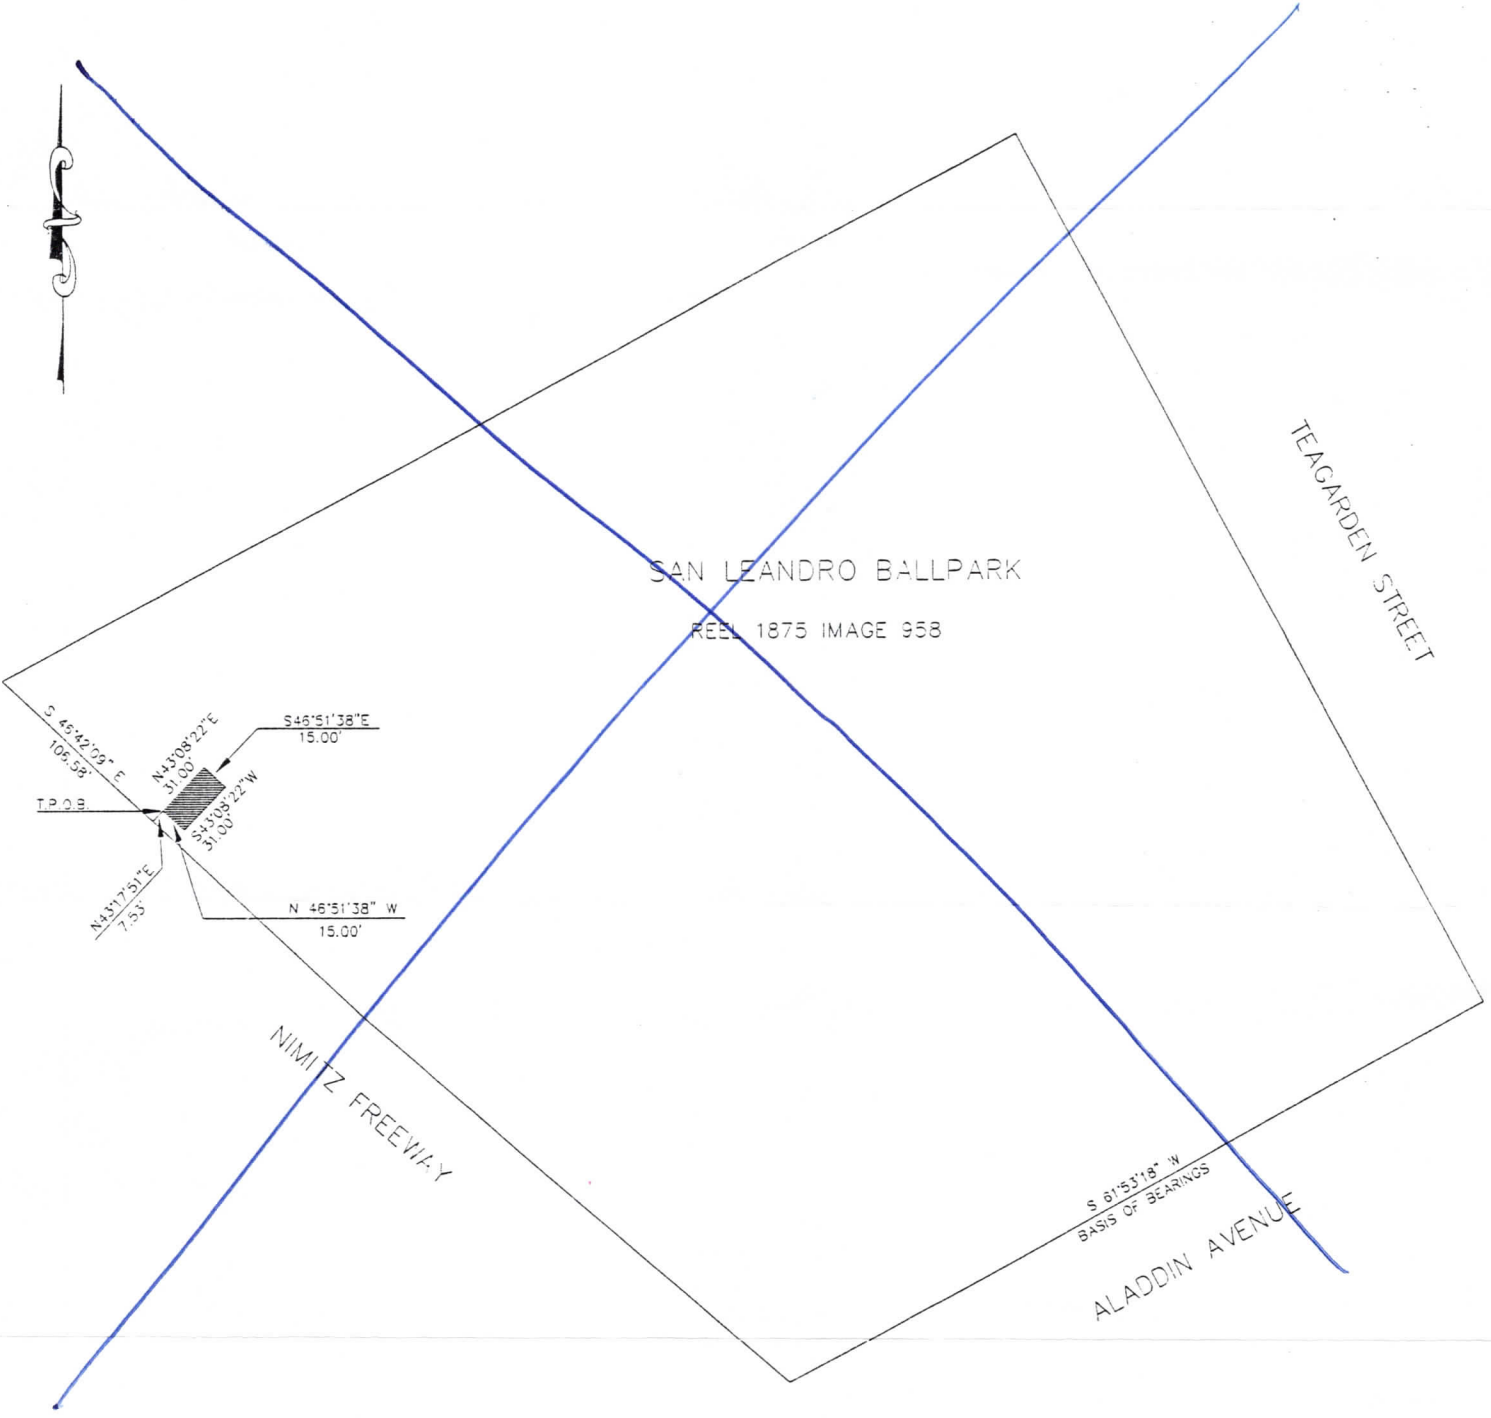 TEAGARDEN STREET
SAN LEANDRO BALLPARK
REEL 1875 IMAGE 958
S 46°42'09" E
106.58'
N43°08'22"E
31.00'
S46°51'38"E
15.00'
T.P.O.B.
S43°08'22"W
31.00'
N43°17'51"E
7.53'
N 46°51'38" W
15.00'
NIMITZ FREEWAY
S 61°53'18" W
BASIS OF BEARINGS
ALADDIN AVENUE